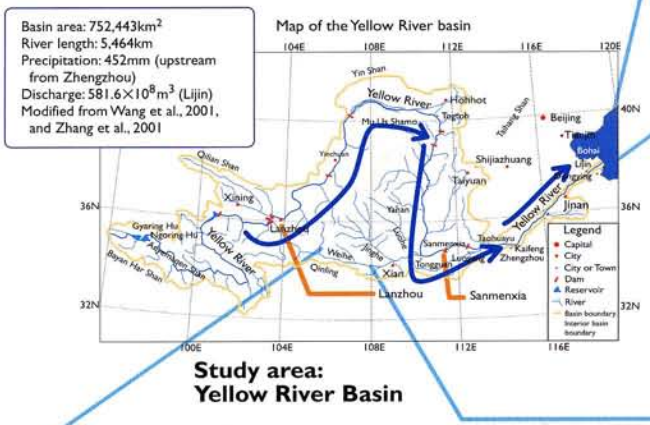 Basin area: 752,443km²
River length: 5,464km
Precipitation: 452mm (upstream
from Zhengzhou)
Discharge: 581.6×10⁸m³ (Lijin)
Modified from Wang et al., 2001,
and Zhang et al., 2001
Map of the Yellow River basin
104E
108E
112E
116E
120E
Yin Shan
Yellow River
Hohhot
40N
Mu Us Shamo
Beijing
Taihang Shan
Tianjin
Bohai
Yinchuan
Shijiazhuang
Lijin
Qilian Shan
Taiyuan
Xining
Yanan
Yellow River
Jinan
36N
36N
Lanzhou
Luohe
Sanmenxia
Taohuayu
Kaifeng
Zhengzhou
Gyaring Hu
Ngoring Hu
Yellow River
Weihe
Jinghe
Tongguan
Bayan Har Shan
Qinling
Xian
Legend
Capital
City
City or Town
Dam
Reservoir
River
Basin boundary
Interior basin
boundary
Lanzhou
Sanmenxia
32N
32N
100E
104E
108E
112E
116E
Study area:
Yellow River Basin